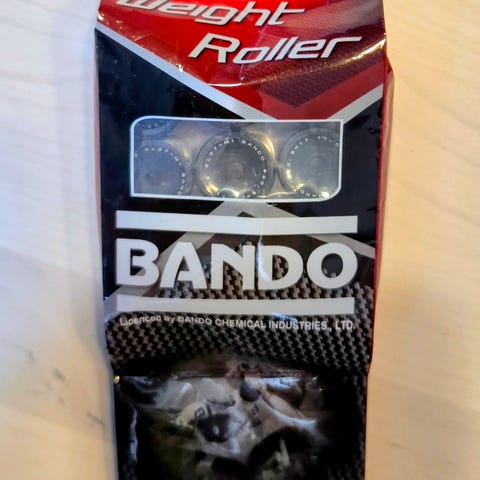 Weight
Roller
BANDO
Licenced by BANDO CHEMICAL INDUSTRIES., LTD.